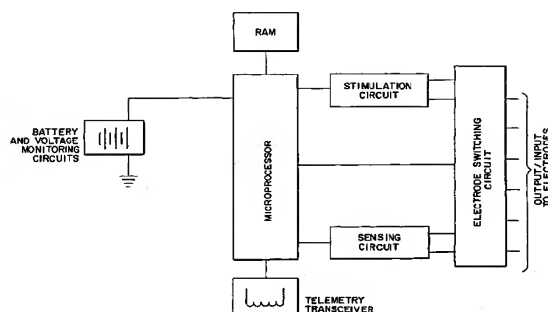 RAM
STIMULATION
CIRCUIT
BATTERY
AND VOLTAGE
MONITORING
CIRCUITS
MICROPROCESSOR
ELECTRODE SWITCHING
CIRCUIT
OUTPUT/INPUT
TO ELECTRODES
SENSING
CIRCUIT
TELEMETRY
TRANSCEIVER